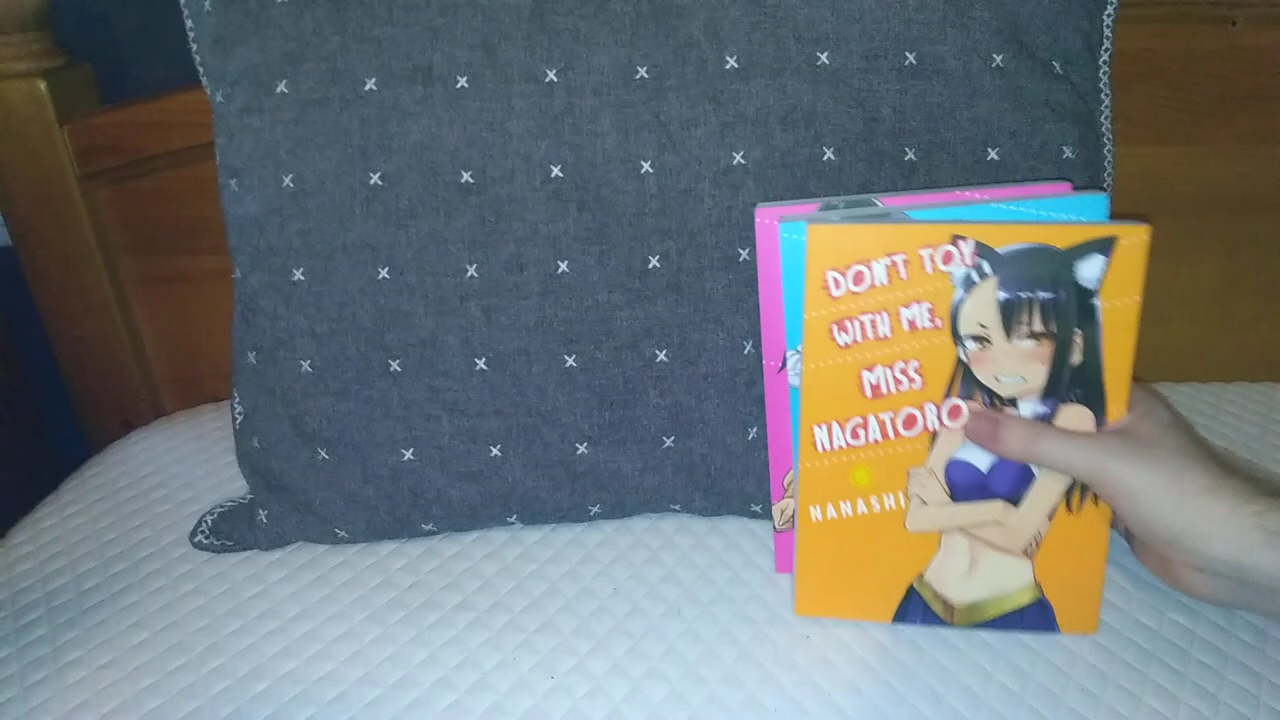 DON'T TOY
WITH ME,
MISS
NAGATORO
NANASHI